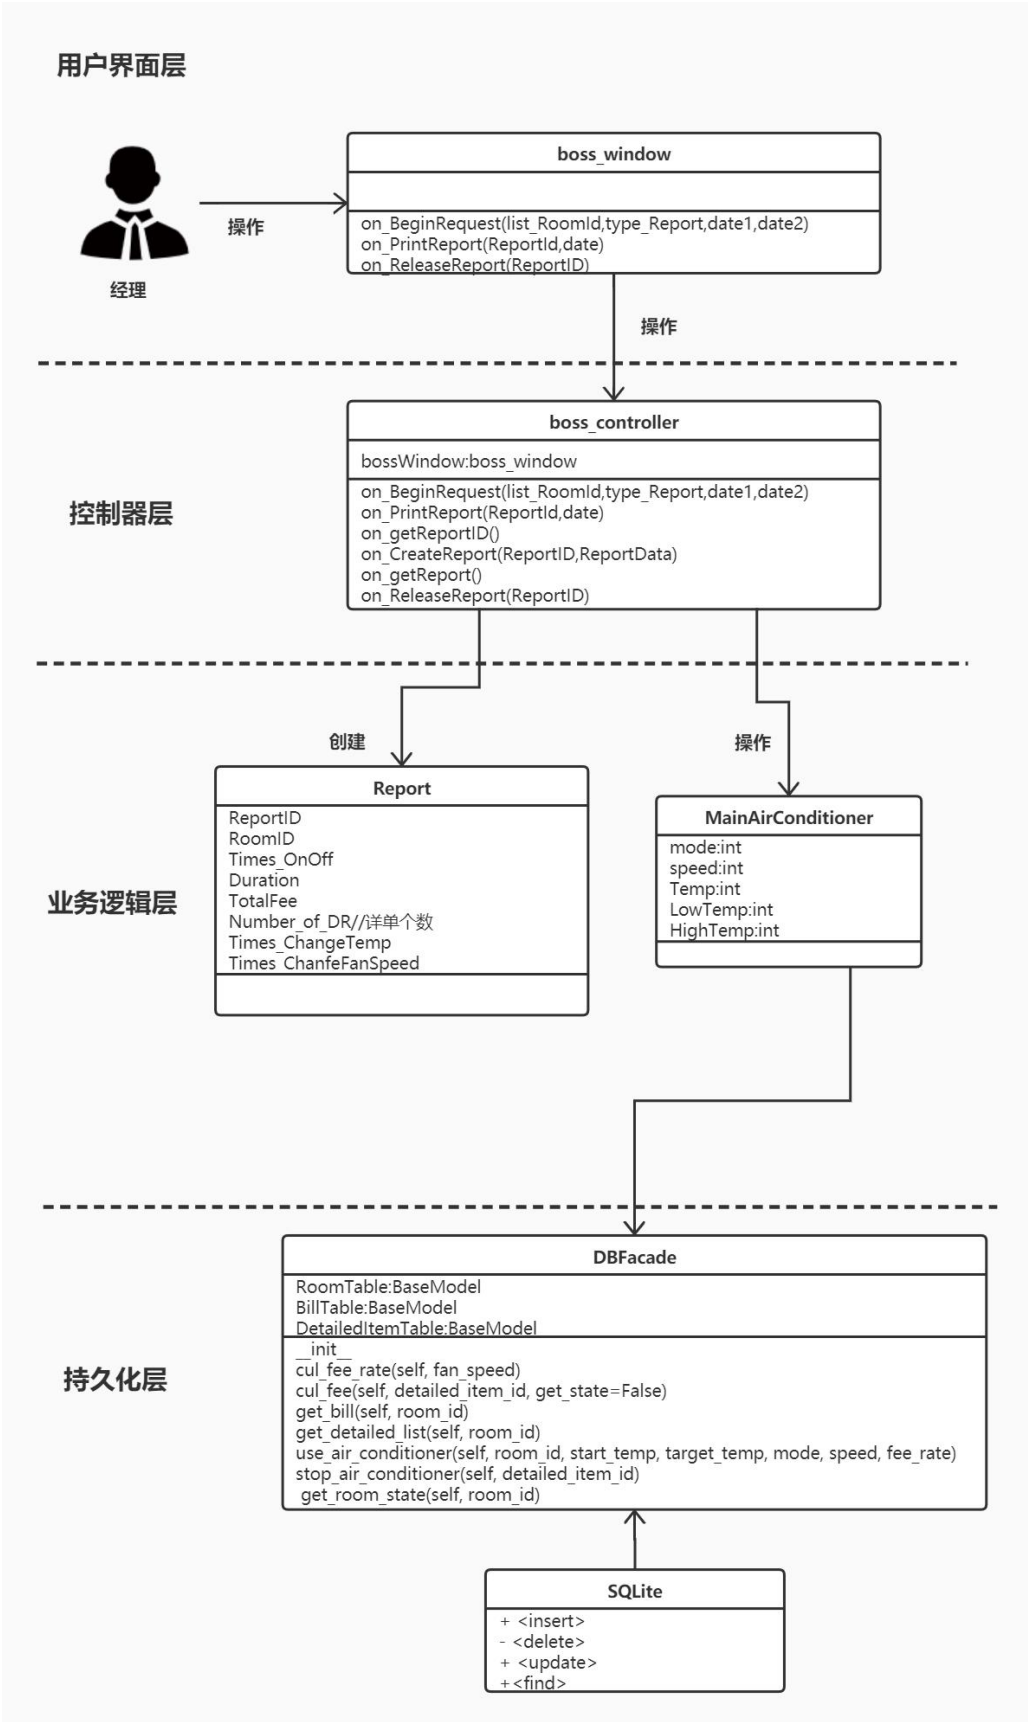 用户界面层
boss_window
on_BeginRequest(list_RoomId,type_Report,date1,date2)
on_PrintReport(ReportId,date)
on_ReleaseReport(ReportID)
操作
经理
操作
boss_controller
bossWindow:boss_window
on_BeginRequest(list_RoomId,type_Report,date1,date2)
on_PrintReport(ReportId,date)
on_getReportID()
on_CreateReport(ReportID,ReportData)
on_getReport()
on_ReleaseReport(ReportID)
控制器层
创建
操作
Report
ReportID
RoomID
Times_OnOff
Duration
TotalFee
Number_of_DR//详单个数
Times_ChangeTemp
Times_ChanfeFanSpeed
MainAirConditioner
mode:int
speed:int
Temp:int
LowTemp:int
HighTemp:int
业务逻辑层
DBFacade
RoomTable:BaseModel
BillTable:BaseModel
DetailedItemTable:BaseModel
__init__
cul_fee_rate(self, fan_speed)
cul_fee(self, detailed_item_id, get_state=False)
get_bill(self, room_id)
get_detailed_list(self, room_id)
use_air_conditioner(self, room_id, start_temp, target_temp, mode, speed, fee_rate)
stop_air_conditioner(self, detailed_item_id)
get_room_state(self, room_id)
持久化层
SQLite
+ <insert>
- <delete>
+ <update>
+<find>